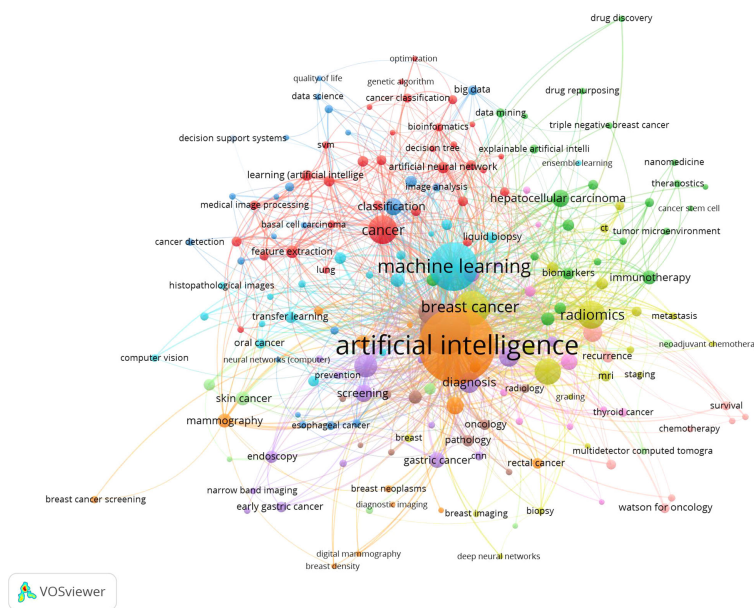 drug discovery
optimization
quality of life
genetic algorithm
big data
drug repurposing
data science
cancer classification
data mining
bioinformatics
triple negative breast cancer
decision support systems
svm
decision tree
explainable artificial intelli
ensemble learning
nanomedicine
artificial neural network
learning (artificial intellige
image analysis
theranostics
hepatocellular carcinoma
medical image processing
classification
cancer stem cell
basal cell carcinoma
cancer
liquid biopsy
ct
tumor microenvironment
cancer detection
feature extraction
lung
machine learning
biomarkers
immunotherapy
histopathological images
breast cancer
radiomics
metastasis
transfer learning
oral cancer
artificial intelligence
neoadjuvant chemothera
computer vision
neural networks (computer)
recurrence
prevention
diagnosis
mri
staging
skin cancer
screening
radiology
grading
survival
mammography
esophageal cancer
oncology
thyroid cancer
chemotherapy
breast
pathology
endoscopy
gastric cancer
cnn
rectal cancer
multidetector computed tomogra
breast cancer screening
narrow band imaging
breast neoplasms
early gastric cancer
diagnostic imaging
breast imaging
biopsy
watson for oncology
digital mammography
deep neural networks
breast density
VOSviewer